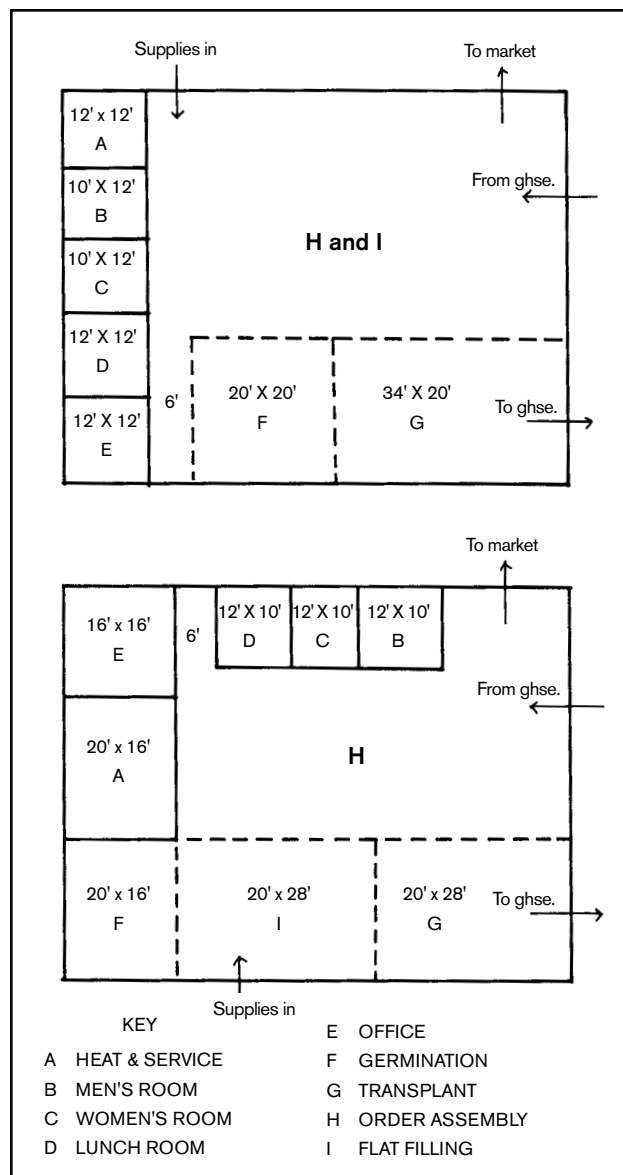 Supplies in
To market
12' x 12'
A
From ghse.
10' X 12'
B
H and I
10' X 12'
C
12' X 12'
D
6'
20' X 20'
F
34' X 20'
G
To ghse.
12' X 12'
E
To market
16' x 16'
E
6'
12' X 10'
D
12' X 10'
C
12' X 10'
B
From ghse.
20' x 16'
A
H
20' x 16'
F
20' x 28'
I
20' x 28'
G
To ghse.
Supplies in
KEY
A HEAT & SERVICE
B MEN'S ROOM
C WOMEN'S ROOM
D LUNCH ROOM
E OFFICE
F GERMINATION
G TRANSPLANT
H ORDER ASSEMBLY
I FLAT FILLING